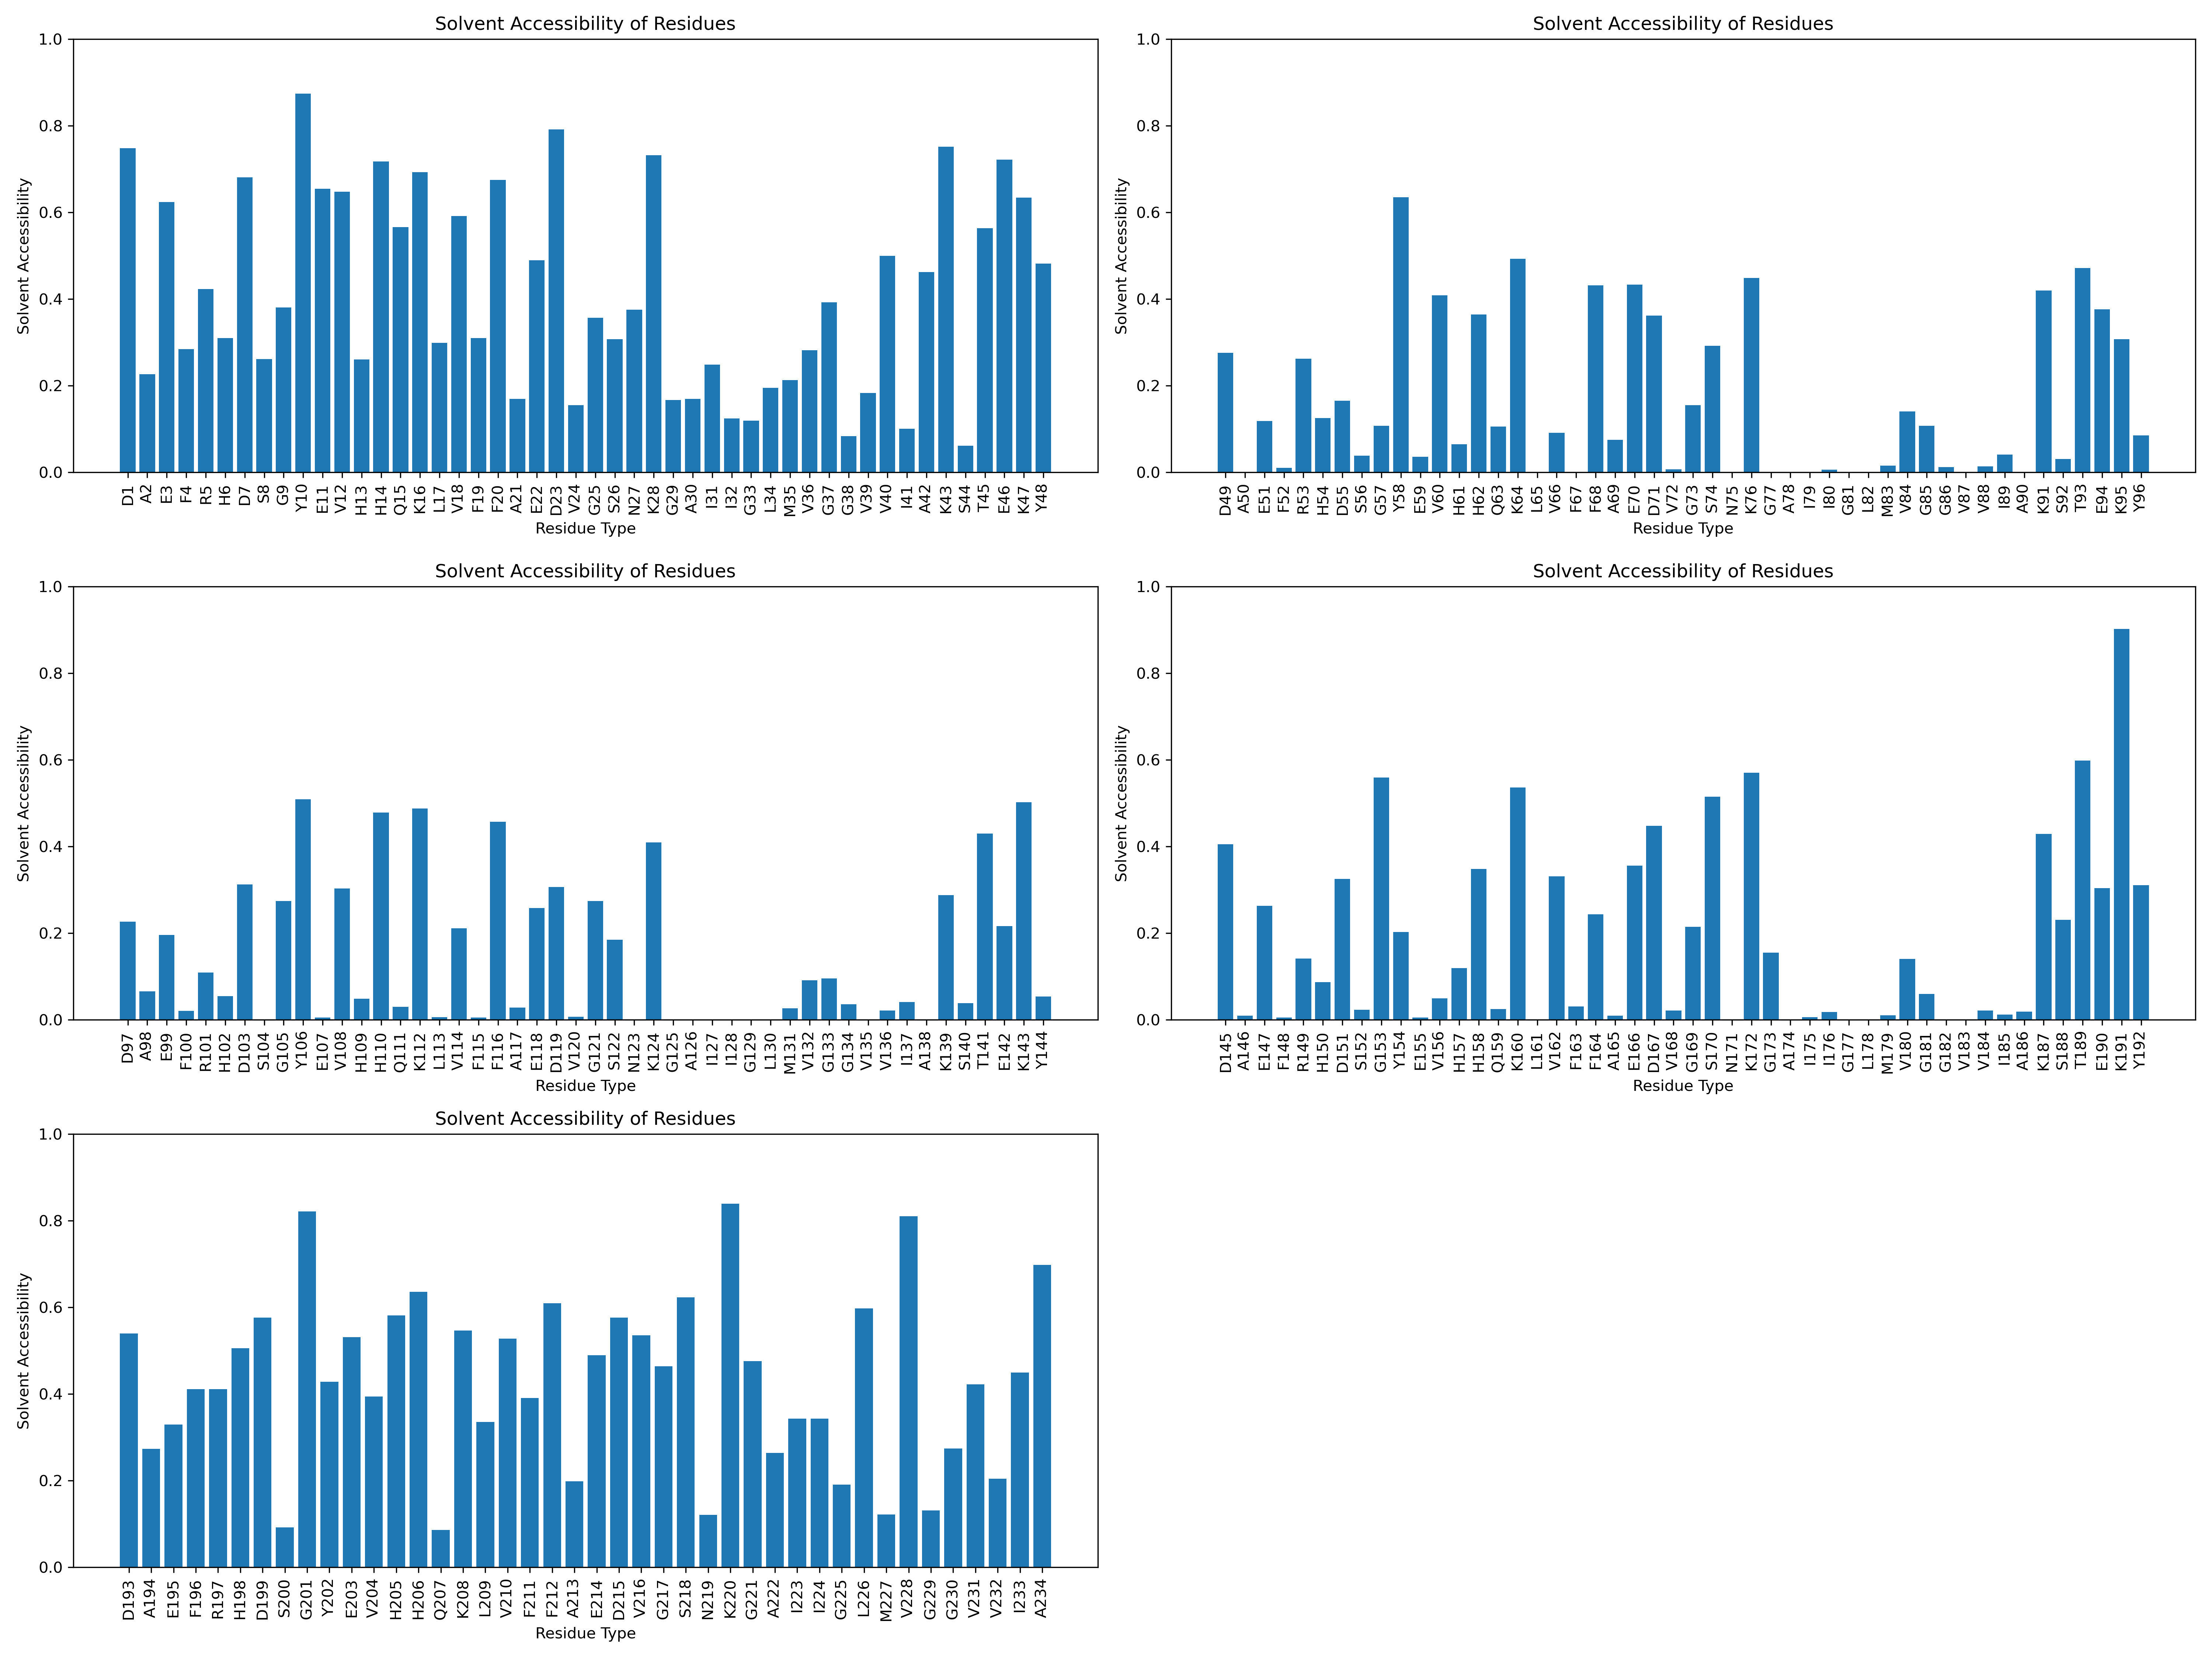 Solvent Accessibility of Residues
Solvent Accessibility
1.0
0.8
0.6
0.4
0.2
0.0
D1 A2 E3 F4 R5 H6 D7 S8 G9 Y10 E11 V12 H13 H14 Q15 K16 L17 V18 F19 F20 A21 E22 D23 V24 G25 S26 N27 K28 G29 A30 I31 I32 G33 L34 M35 V36 G37 G38 V39 V40 I41 A42 K43 S44 T45 E46 K47 Y48
Residue Type
Solvent Accessibility of Residues
Solvent Accessibility
1.0
0.8
0.6
0.4
0.2
0.0
D49 A50 E51 F52 R53 H54 D55 S56 G57 Y58 E59 V60 H61 H62 Q63 K64 L65 V66 F67 F68 A69 E70 D71 V72 G73 S74 N75 K76 G77 A78 I79 I80 G81 L82 M83 V84 G85 G86 V87 V88 I89 A90 K91 S92 T93 E94 K95 Y96
Residue Type
Solvent Accessibility of Residues
Solvent Accessibility
1.0
0.8
0.6
0.4
0.2
0.0
D97 A98 E99 F100 R101 H102 D103 S104 G105 Y106 E107 V108 H109 H110 Q111 K112 L113 V114 F115 F116 A117 E118 D119 V120 G121 S122 N123 K124 G125 A126 I127 I128 G129 L130 M131 V132 G133 G134 V135 V136 I137 A138 K139 S140 T141 E142 K143 Y144
Residue Type
Solvent Accessibility of Residues
Solvent Accessibility
1.0
0.8
0.6
0.4
0.2
0.0
D145 A146 E147 F148 R149 H150 D151 S152 G153 Y154 E155 V156 H157 H158 Q159 K160 L161 V162 F163 F164 A165 E166 D167 V168 G169 S170 N171 K172 G173 A174 I175 I176 G177 L178 M179 V180 G181 G182 V183 V184 I185 A186 K187 S188 T189 E190 K191 Y192
Residue Type
Solvent Accessibility of Residues
Solvent Accessibility
1.0
0.8
0.6
0.4
0.2
0.0
D193 A194 E195 F196 R197 H198 D199 S200 G201 Y202 E203 V204 H205 H206 Q207 K208 L209 V210 F211 F212 A213 E214 D215 V216 G217 S218 N219 K220 G221 A222 I223 I224 G225 L226 M227 V228 G229 G230 V231 V232 I233 A234
Residue Type